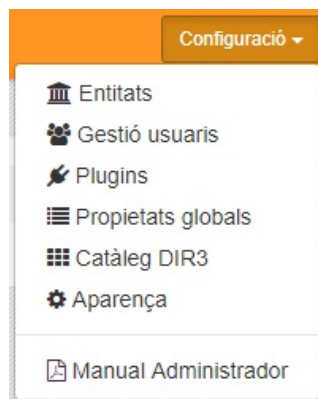 Configuració
Entitats
Gestió usuaris
Plugins
Propietats globals
Catàleg DIR3
Aparença
Manual Administrador